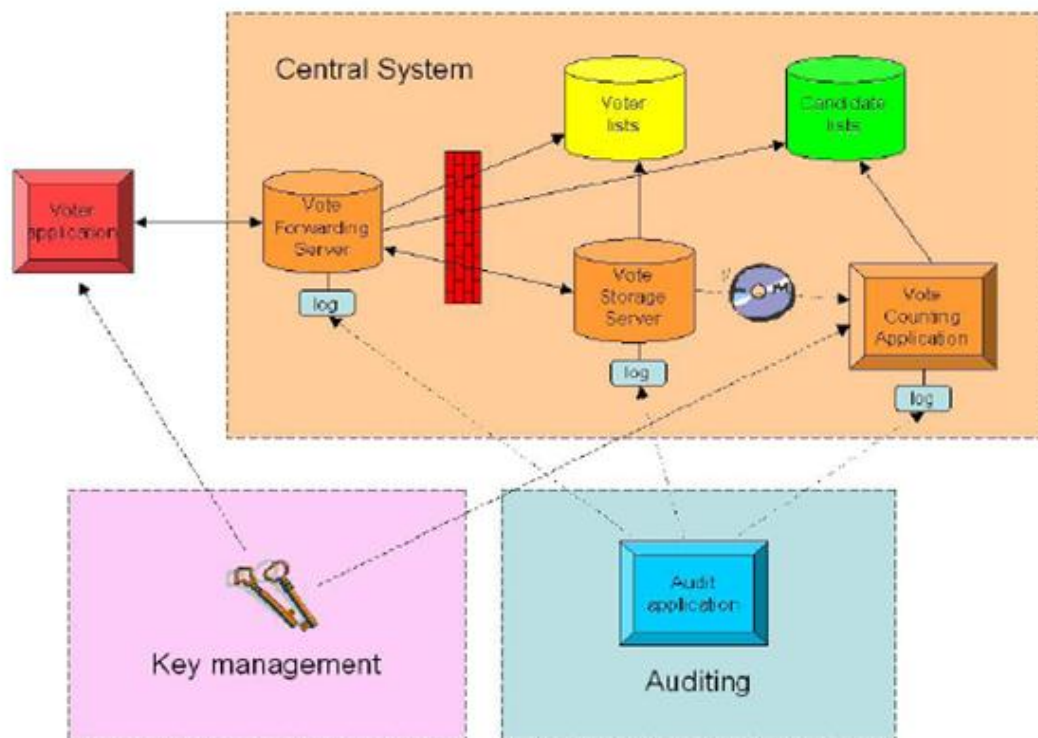 Central System
Voter
lists
Candidate
lists
Voter
application
Vote
Forwarding
Server
log
Vote
Storage
Server
log
Vote
Counting
Application
log
Key management
Audit
application
Auditing